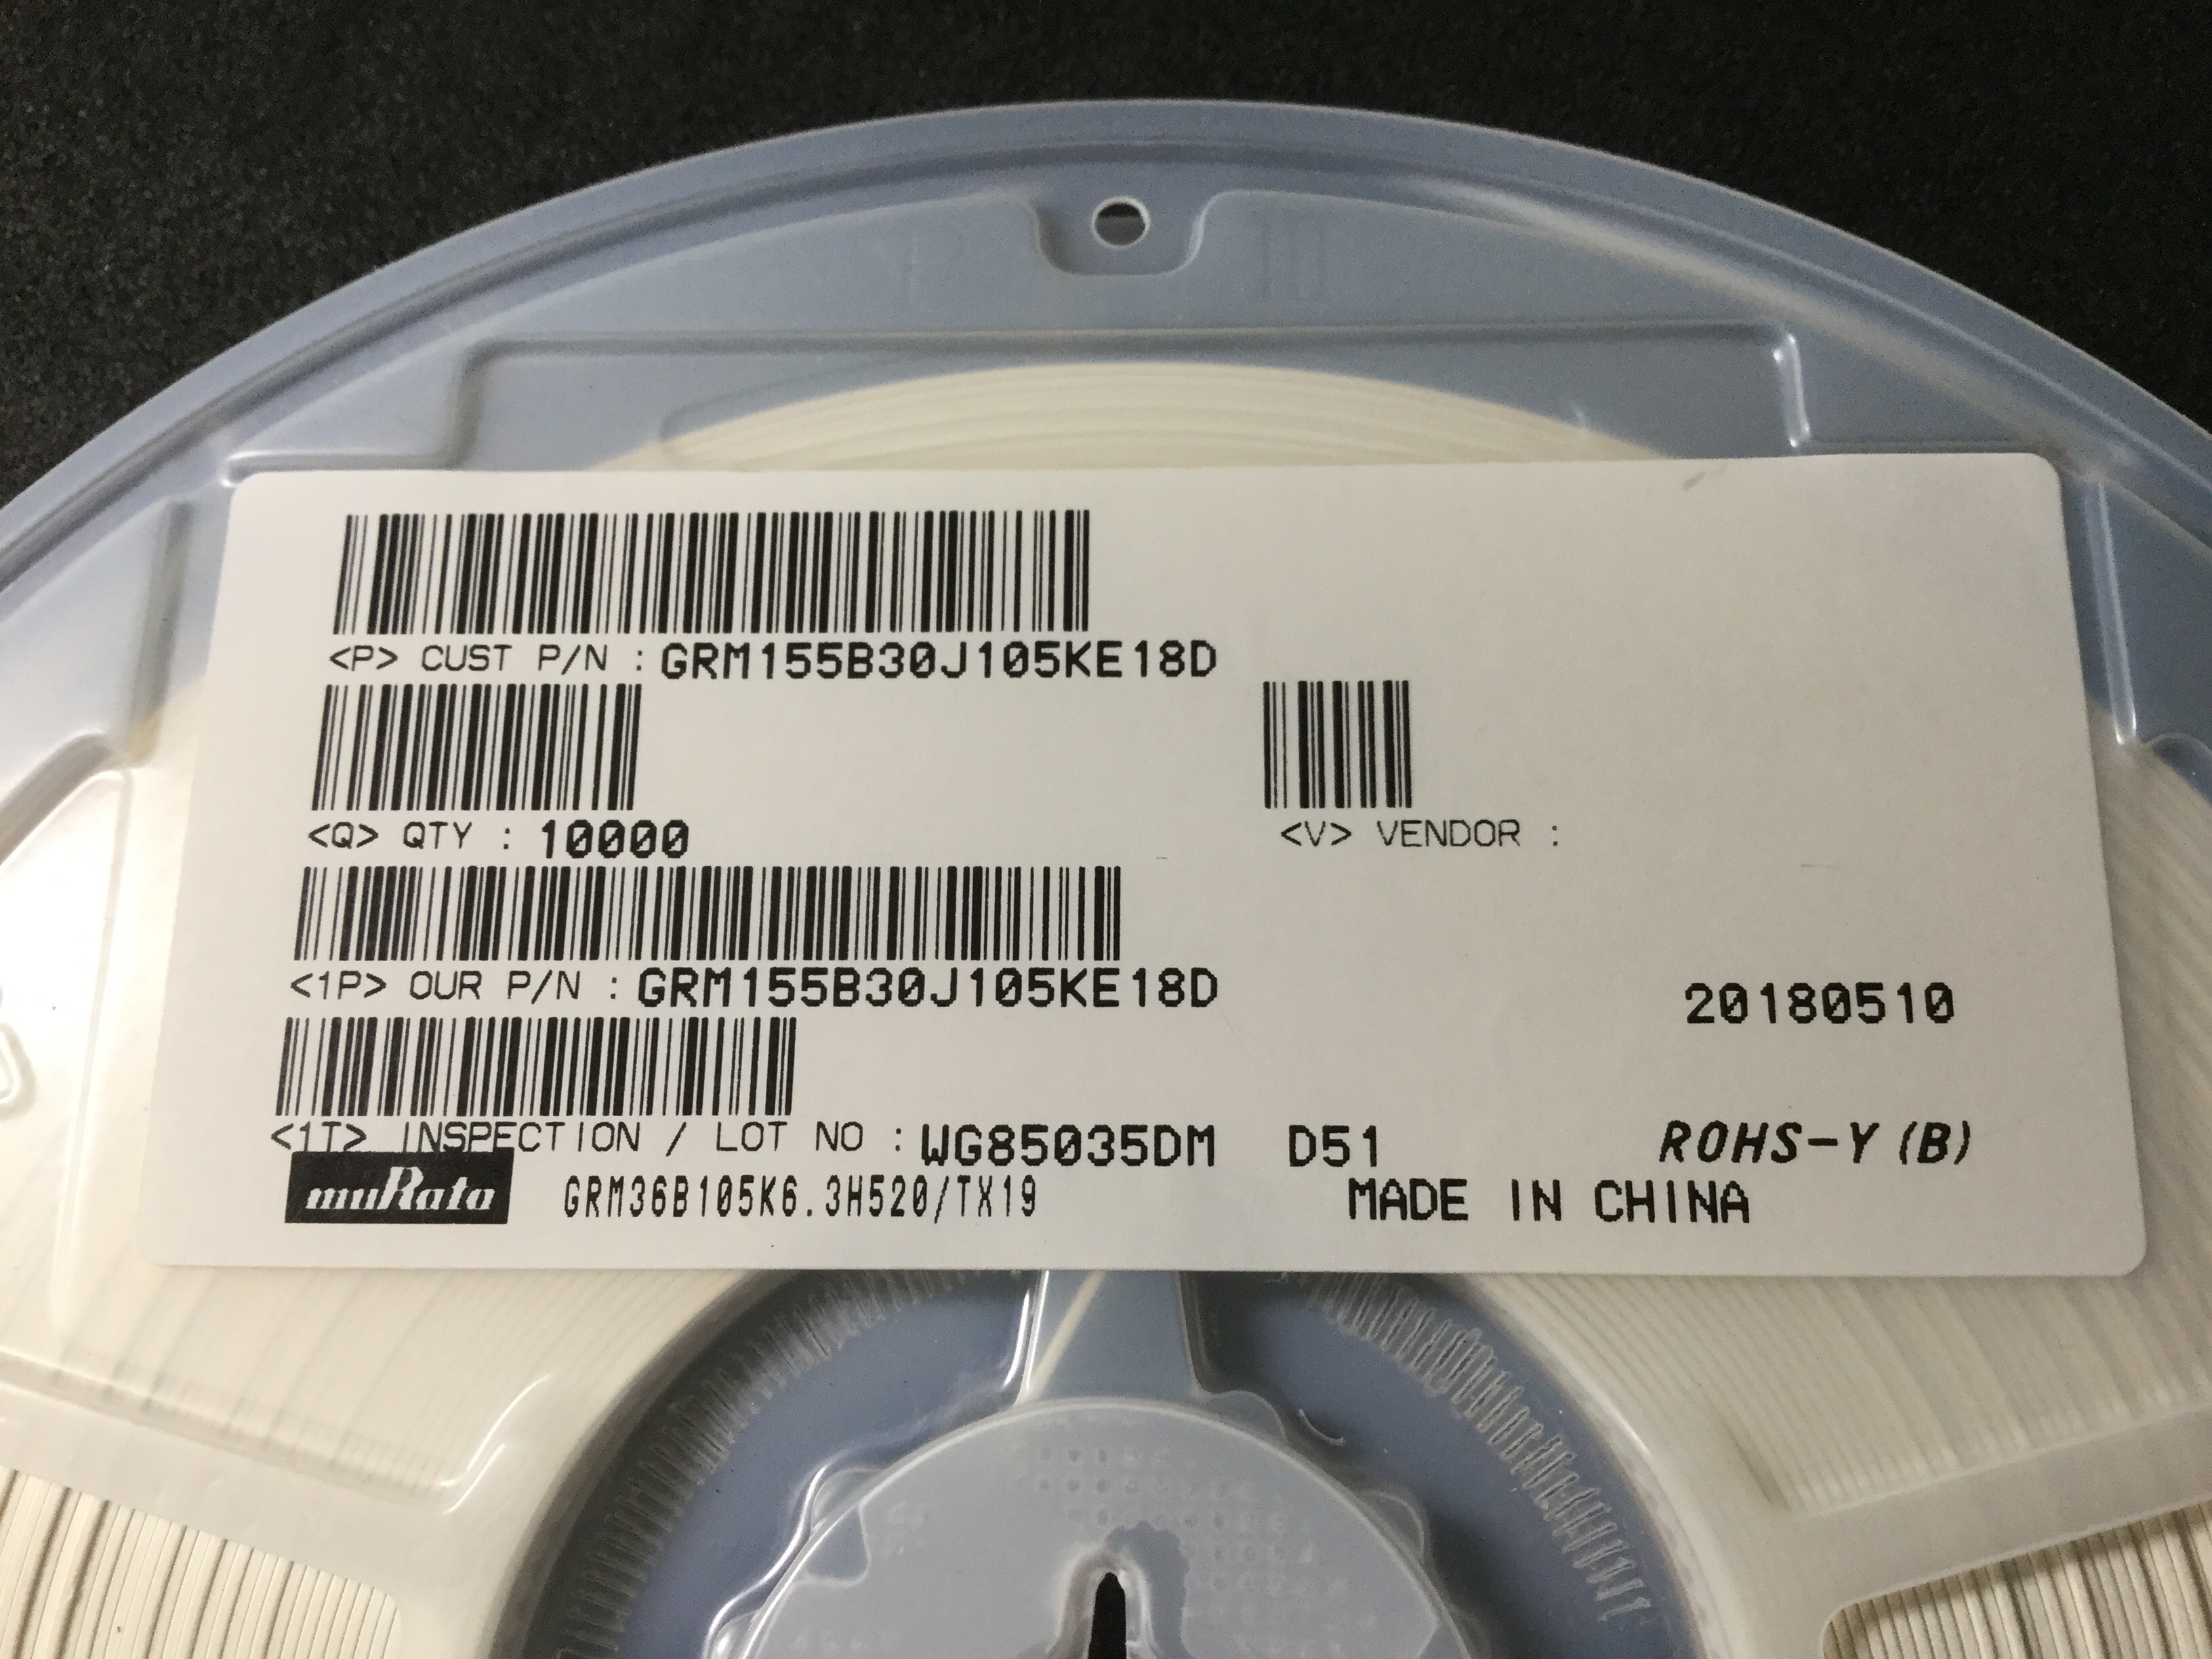 <P> CUST P/N : GRM155B30J105KE18D
<Q> QTY : 10000
<V> VENDOR :
<1P> OUR P/N : GRM155B30J105KE18D
20180510
<1T> INSPECTION / LOT NO : WG85035DM D51
ROHS-Y (B)
muRata
GRM36B105K6.3H520/TX19
MADE IN CHINA